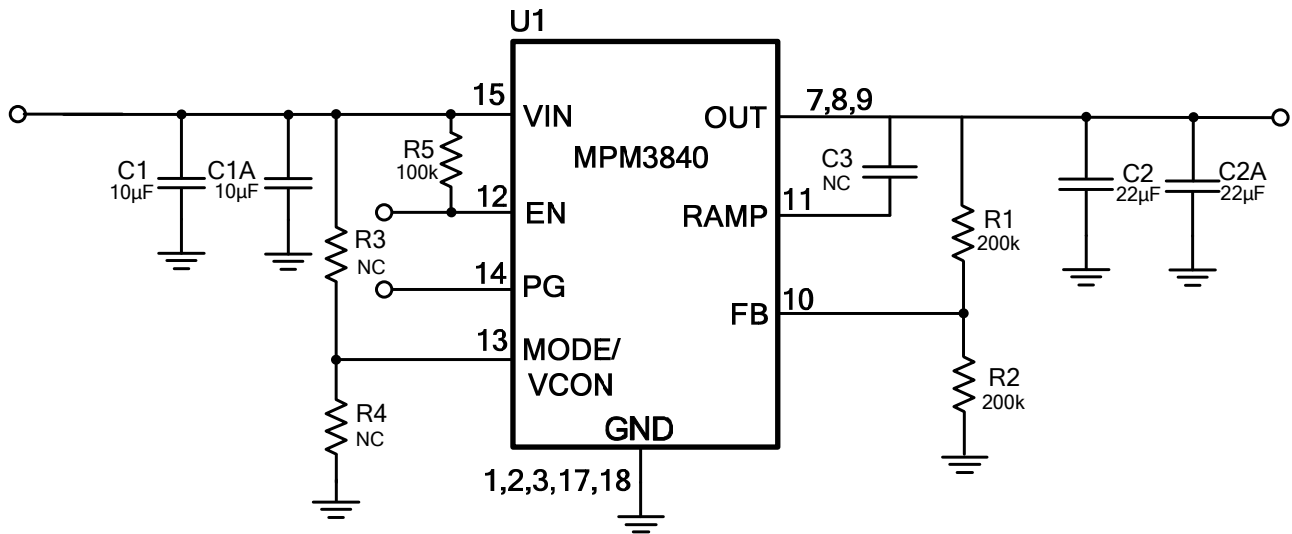 U1
15
VIN
OUT
7,8,9
MPM3840
R5
100k
C1
10µF
C1A
10µF
C3
NC
C2
22µF
C2A
22µF
12
EN
RAMP
11
R1
200k
R3
NC
14
PG
FB
10
13
MODE/
VCON
R2
200k
R4
NC
GND
1,2,3,17,18